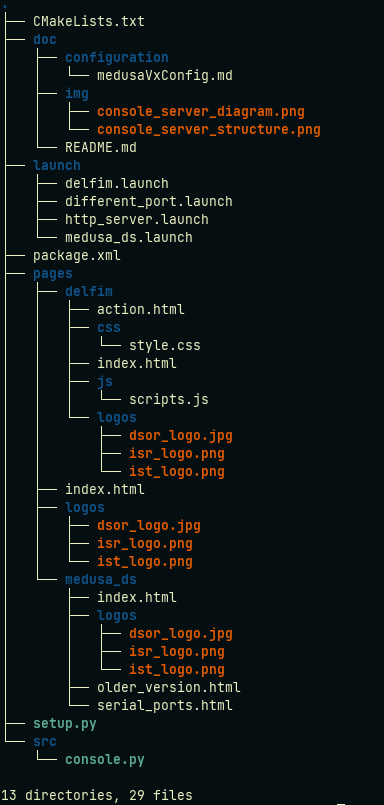 .
├── CMakeLists.txt
├── doc
│   ├── configuration
│   │   └── medusaVxConfig.md
│   ├── img
│   │   ├── console_server_diagram.png
│   │   └── console_server_structure.png
│   └── README.md
├── launch
│   ├── delfim.launch
│   ├── different_port.launch
│   ├── http_server.launch
│   └── medusa_ds.launch
├── package.xml
├── pages
│   ├── delfim
│   │   ├── action.html
│   │   ├── css
│   │   │   └── style.css
│   │   ├── index.html
│   │   ├── js
│   │   │   └── scripts.js
│   │   └── logos
│   │       ├── dsor_logo.jpg
│   │       ├── isr_logo.png
│   │       └── ist_logo.png
│   ├── index.html
│   ├── logos
│   │   ├── dsor_logo.jpg
│   │   ├── isr_logo.png
│   │   └── ist_logo.png
│   └── medusa_ds
│       ├── index.html
│       ├── logos
│       │   ├── dsor_logo.jpg
│       │   ├── isr_logo.png
│       │   └── ist_logo.png
│       ├── older_version.html
│       └── serial_ports.html
├── setup.py
└── src
    └── console.py

13 directories, 29 files